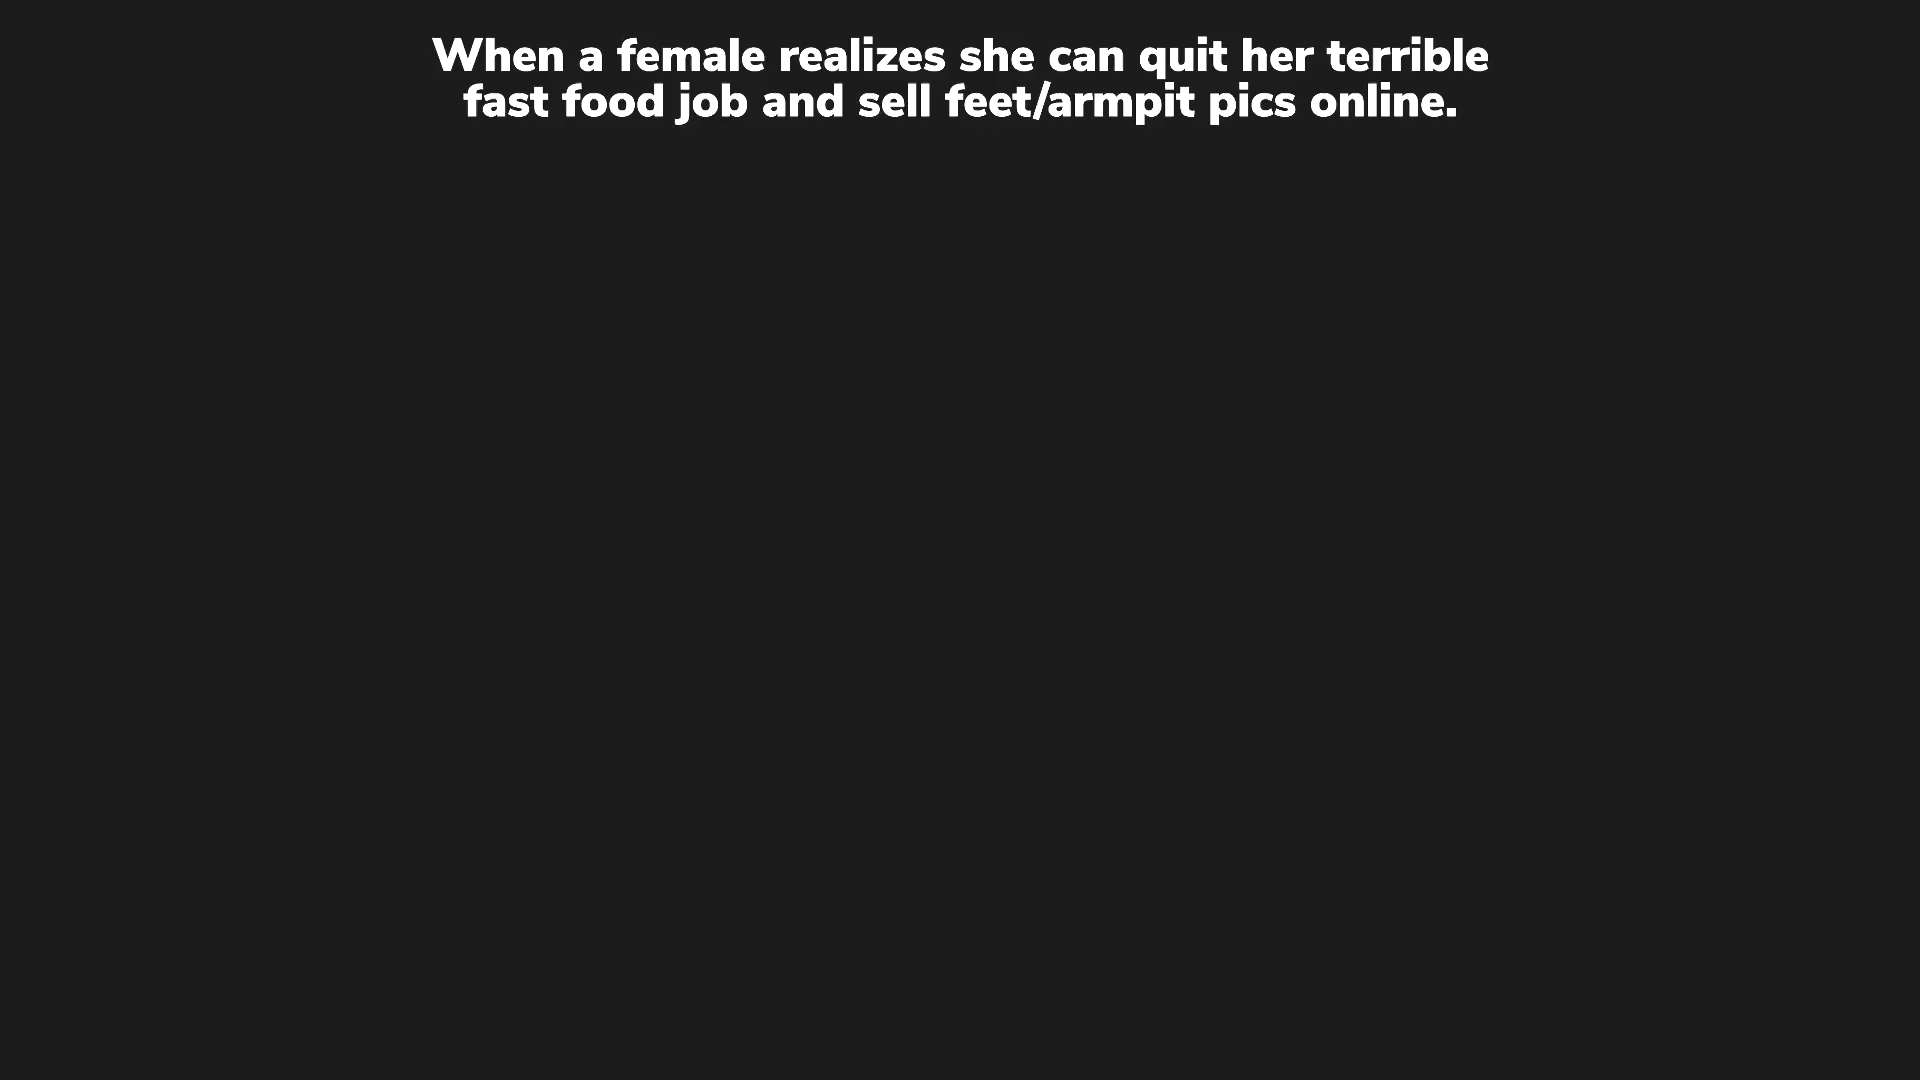 When a female realizes she can quit her terrible
fast food job and sell feet/armpit pics online.